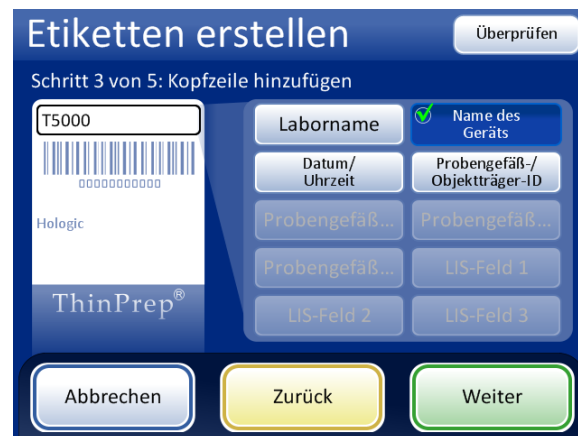 Etiketten erstellen
Überprüfen
Schritt 3 von 5: Kopfzeile hinzufügen
T5000
00000000000
Hologic
ThinPrep®
Laborname
Name des
Geräts
Datum/
Uhrzeit
Probengefäß-/
Objektträger-ID
Probengefäß...
Probengefäß...
Probengefäß...
LIS-Feld 1
LIS-Feld 2
LIS-Feld 3
Abbrechen
Zurück
Weiter